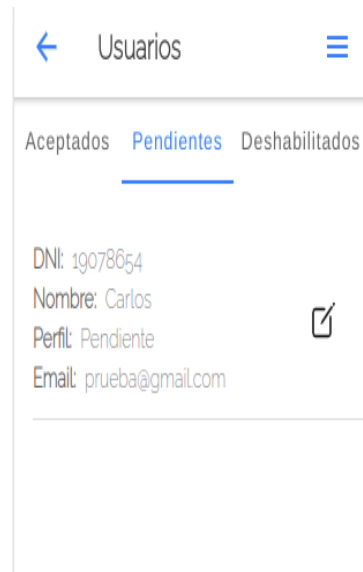 Usuarios
Aceptados Pendientes Deshabilitados
DNI: 19078654
Nombre: Carlos
Perfil: Pendiente
Email: prueba@gmail.com